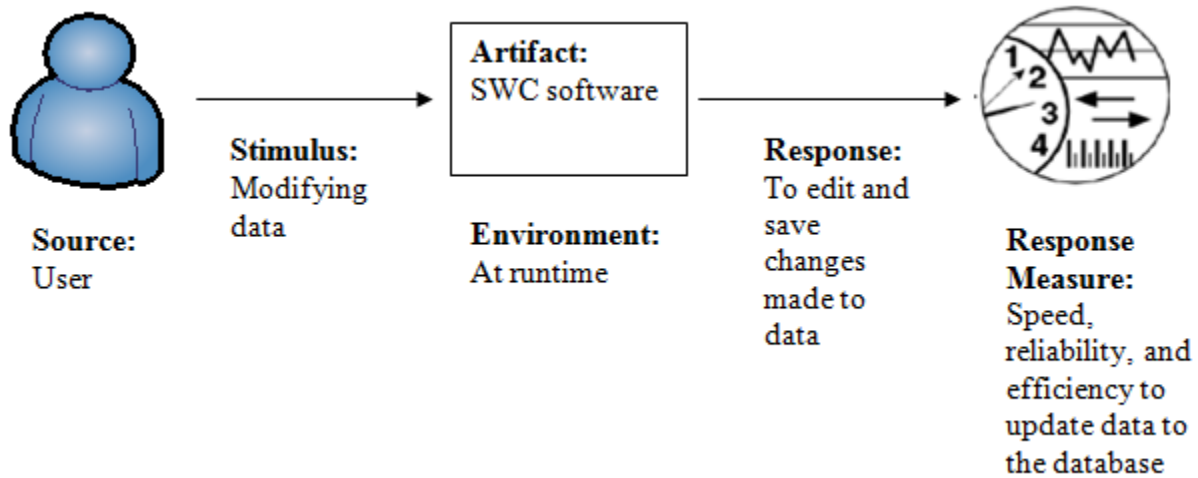 Source:
User
Stimulus:
Modifying
data
Artifact:
SWC software
Environment:
At runtime
Response:
To edit and
save
changes
made to
data
1
2
3
4
Response
Measure:
Speed,
reliability, and
efficiency to
update data to
the database